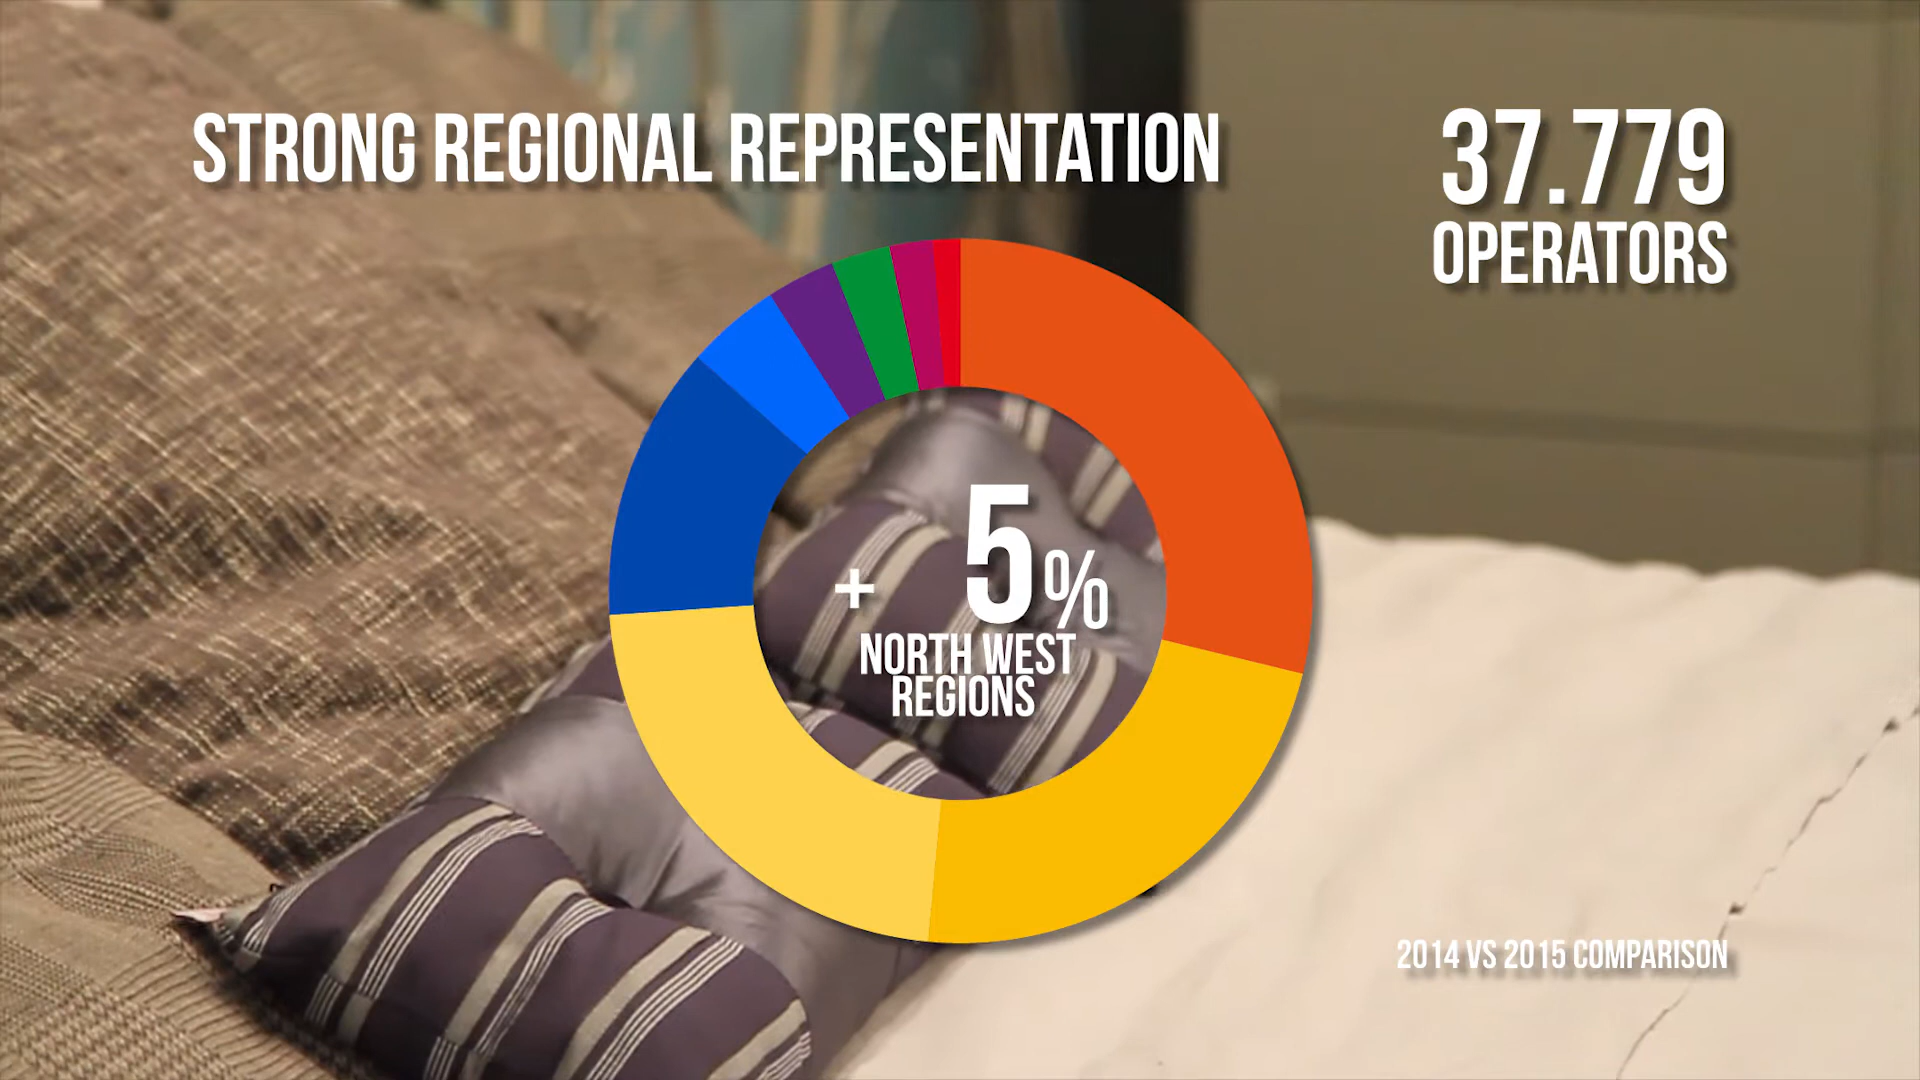 STRONG REGIONAL REPRESENTATION
37.779
OPERATORS
+ 5%
NORTH WEST
REGIONS
2014 VS 2015 COMPARISON